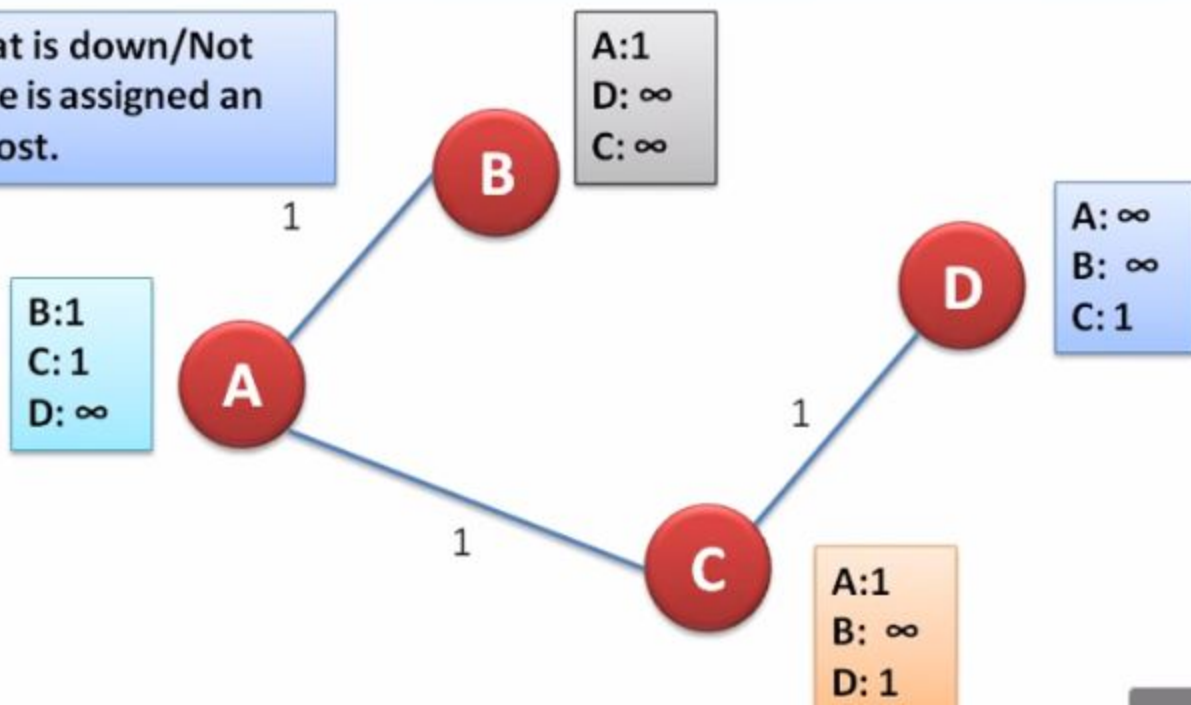 at is down/Not
e is assigned an
ost.
A:1
D: ∞
C: ∞
B
1
A: ∞
B: ∞
C: 1
D
B:1
C: 1
D: ∞
A
1
1
C
A:1
B: ∞
D: 1